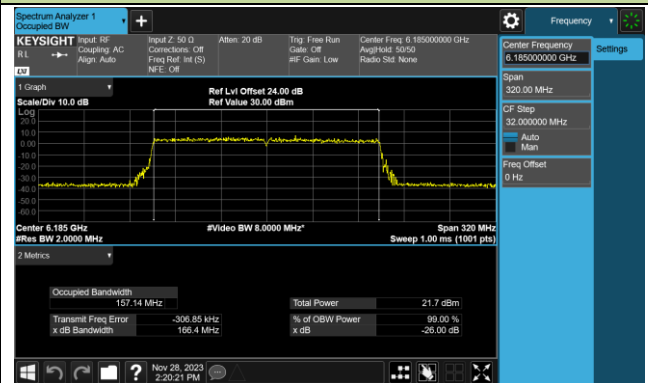 Spectrum Analyzer 1
Occupied BW
Frequency
KEYSIGHT
RL
Input: RF
Coupling: AC
Align: Auto
Input Z: 50 Ω
Corrections: Off
Freq Ref: Int (S)
NFE: Off
Atten: 20 dB
Trig: Free Run
Gate: Off
#IF Gain: Low
Center Freq: 6.185000000 GHz
Avg|Hold: 50/50
Radio Std: None
Center Frequency
6.185000000 GHz
Settings
Span
320.00 MHz
CF Step
32.000000 MHz
Auto
Man
Freq Offset
0 Hz
1 Graph
Scale/Div 10.0 dB
Ref Lvl Offset 24.00 dB
Ref Value 30.00 dBm
Log
20.0
10.0
0.00
-10.0
-20.0
-30.0
-40.0
-50.0
-60.0
Center 6.185 GHz
#Res BW 2.0000 MHz
#Video BW 8.0000 MHz*
Span 320 MHz
Sweep 1.00 ms (1001 pts)
2 Metrics
Occupied Bandwidth
157.14 MHz
Total Power 21.7 dBm
Transmit Freq Error -306.85 kHz
% of OBW Power 99.00 %
x dB Bandwidth 166.4 MHz
x dB -26.00 dB
Nov 28, 2023
2:20:21 PM